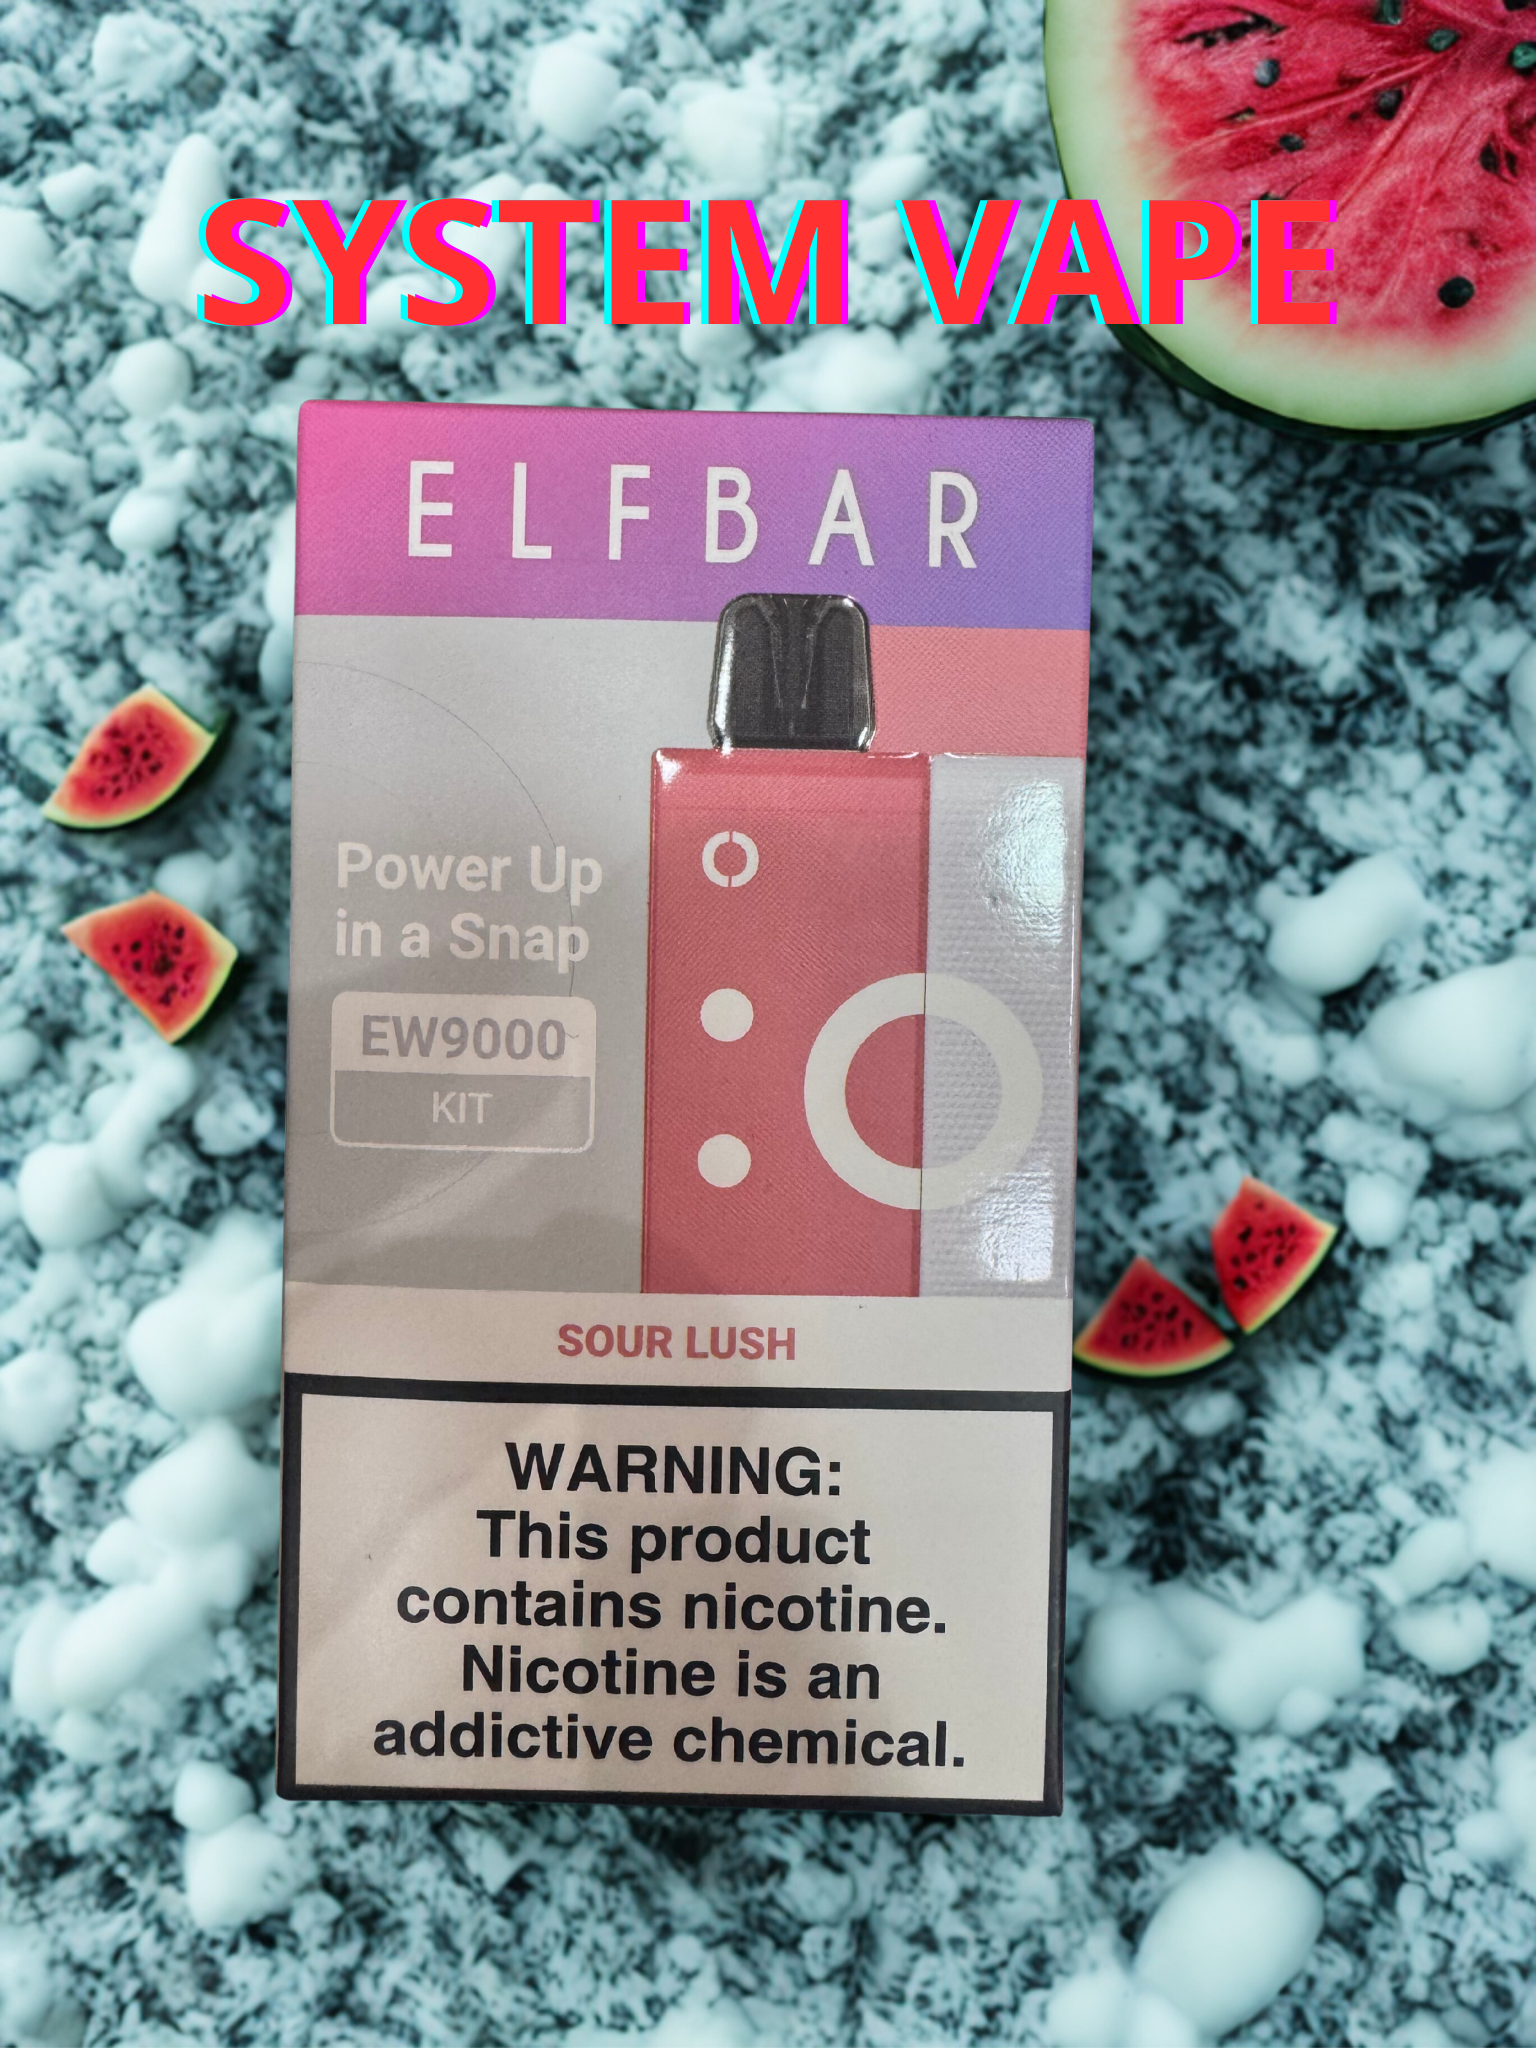 SYSTEM VAPE
ELFBAR
Power Up
in a Snap
EW9000
KIT
SOUR LUSH
WARNING:
This product
contains nicotine.
Nicotine is an
addictive chemical.